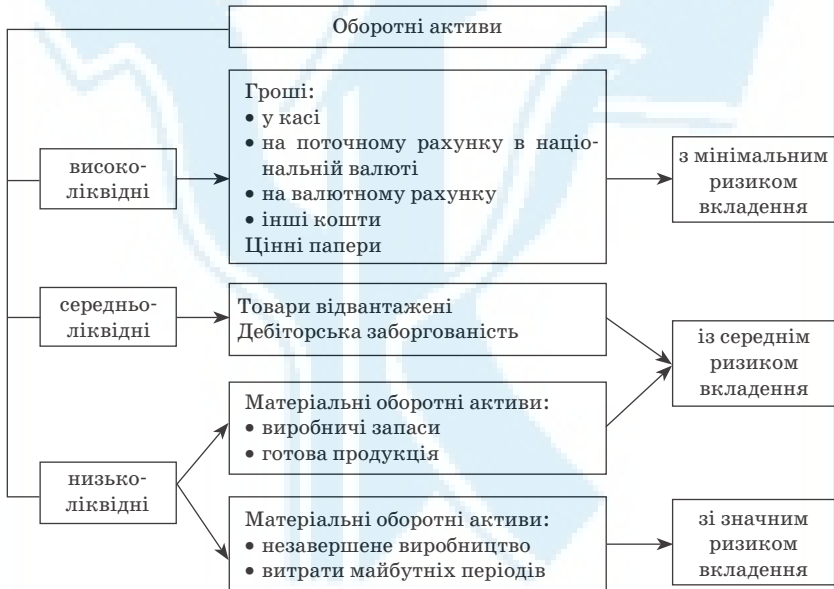 Оборотні активи
високо-
ліквідні
Гроші:
• у касі
• на поточному рахунку в націо-
нальній валюті
• на валютному рахунку
• інші кошти
Цінні папери
з мінімальним
ризиком
вкладення
середньо-
ліквідні
Товари відвантажені
Дебіторська заборгованість
із середнім
ризиком
вкладення
низько-
ліквідні
Матеріальні оборотні активи:
• виробничі запаси
• готова продукція
Матеріальні оборотні активи:
• незавершене виробництво
• витрати майбутніх періодів
зі значним
ризиком
вкладення